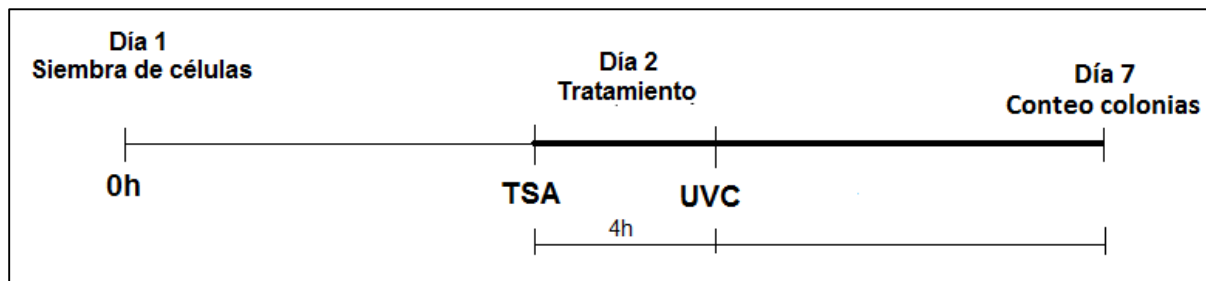 Día 1
Siembra de células
Día 2
Tratamiento
Día 7
Conteo colonias
0h
TSA
UVC
4h